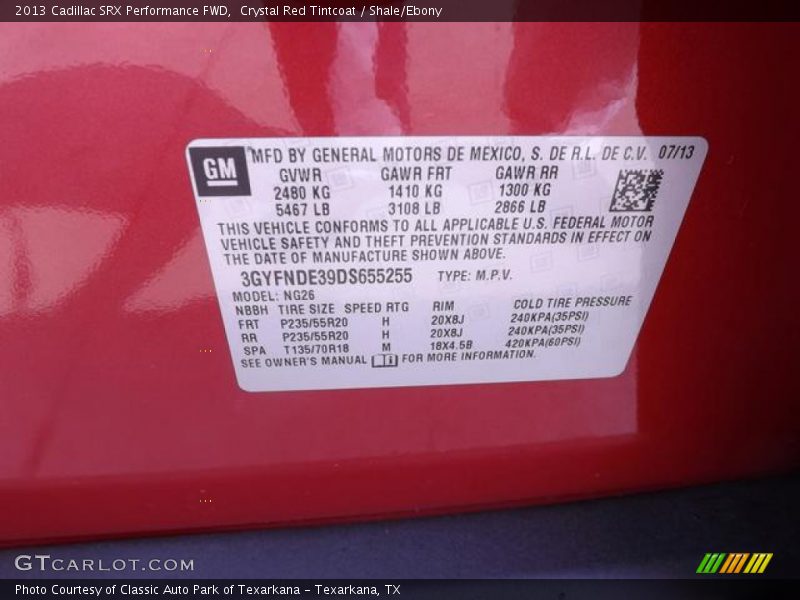 2013 Cadillac SRX Performance FWD,  Crystal Red Tintcoat / Shale/Ebony
GM
MFD BY GENERAL MOTORS DE MEXICO, S. DE R.L. DE C.V. 07/13
GVWR GAWR FRT GAWR RR
2480 KG 1410 KG 1300 KG
5467 LB 3108 LB 2866 LB
THIS VEHICLE CONFORMS TO ALL APPLICABLE U.S. FEDERAL MOTOR
VEHICLE SAFETY AND THEFT PREVENTION STANDARDS IN EFFECT ON
THE DATE OF MANUFACTURE SHOWN ABOVE.
3GYFNDE39DS655255 TYPE: M.P.V.
MODEL: NG26
NBBH TIRE SIZE SPEED RTG RIM COLD TIRE PRESSURE
FRT P235/55R20 H 20X8J 240KPA(35PSI)
RR P235/55R20 H 20X8J 240KPA(35PSI)
SPA T135/70R18 M 18X4.5B 420KPA(60PSI)
SEE OWNER'S MANUAL FOR MORE INFORMATION.
GTCARLOT.COM
Photo Courtesy of Classic Auto Park of Texarkana - Texarkana, TX